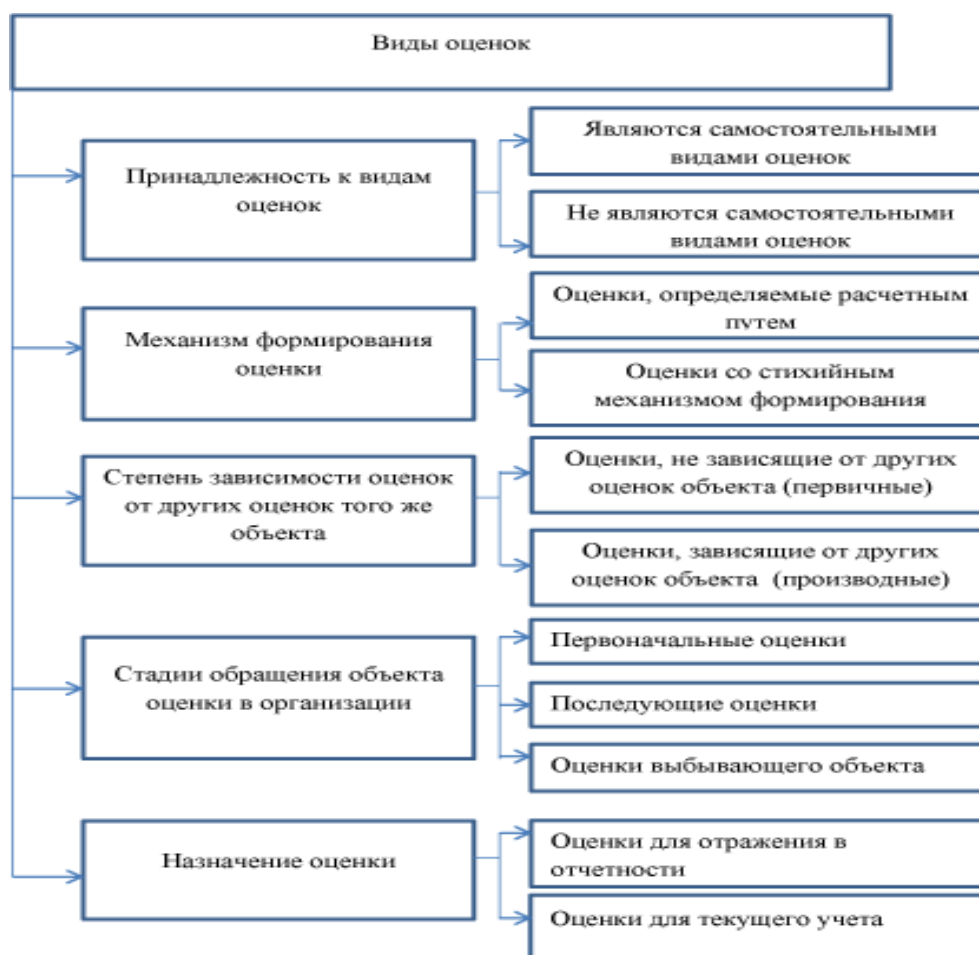 Виды оценок
Принадлежность к видам
оценок
Являются самостоятельными
видами оценок
Не являются самостоятельными
видами оценок
Механизм формирования
оценки
Оценки, определяемые расчетным
путем
Оценки со стихийным
механизмом формирования
Степень зависимости оценок
от других оценок того же
объекта
Оценки, не зависящие от других
оценок объекта (первичные)
Оценки, зависящие от других
оценок объекта (производные)
Стадии обращения объекта
оценки в организации
Первоначальные оценки
Последующие оценки
Оценки выбывающего объекта
Назначение оценки
Оценки для отражения в
отчетности
Оценки для текущего учета